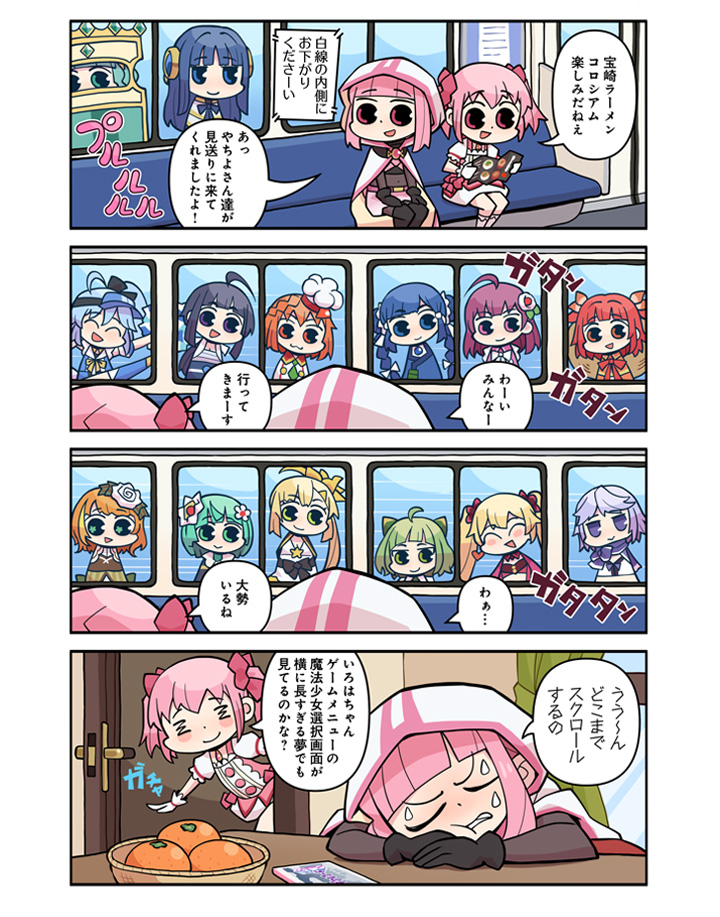 宝崎ラーメン
コロシアム
楽しみだねえ
白線の内側に
お下がり
くださーい
あっ
やちよさん達が
見送りに来て
くれましたよ！
プルルルル
ガタン
わーい
みんなー
行って
きまーす
ガタン
わぁ…
大勢
いるね
ガタタン
うう〜ん
どこまで
スクロール
するの
いろはちゃん
ゲームメニューの
魔法少女選択画面が
横に長すぎる夢でも
見てるのかな？
ガチャ